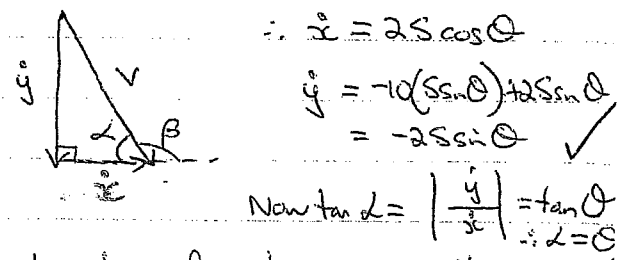 ∴ ẋ = 25 cos θ
ẏ = -10(5 sin θ) + 25 sin θ
= -25 sin θ
ẏ V α β ẋ
Now tan α = | ẏ/ẋ | = tan θ
∴ α = θ